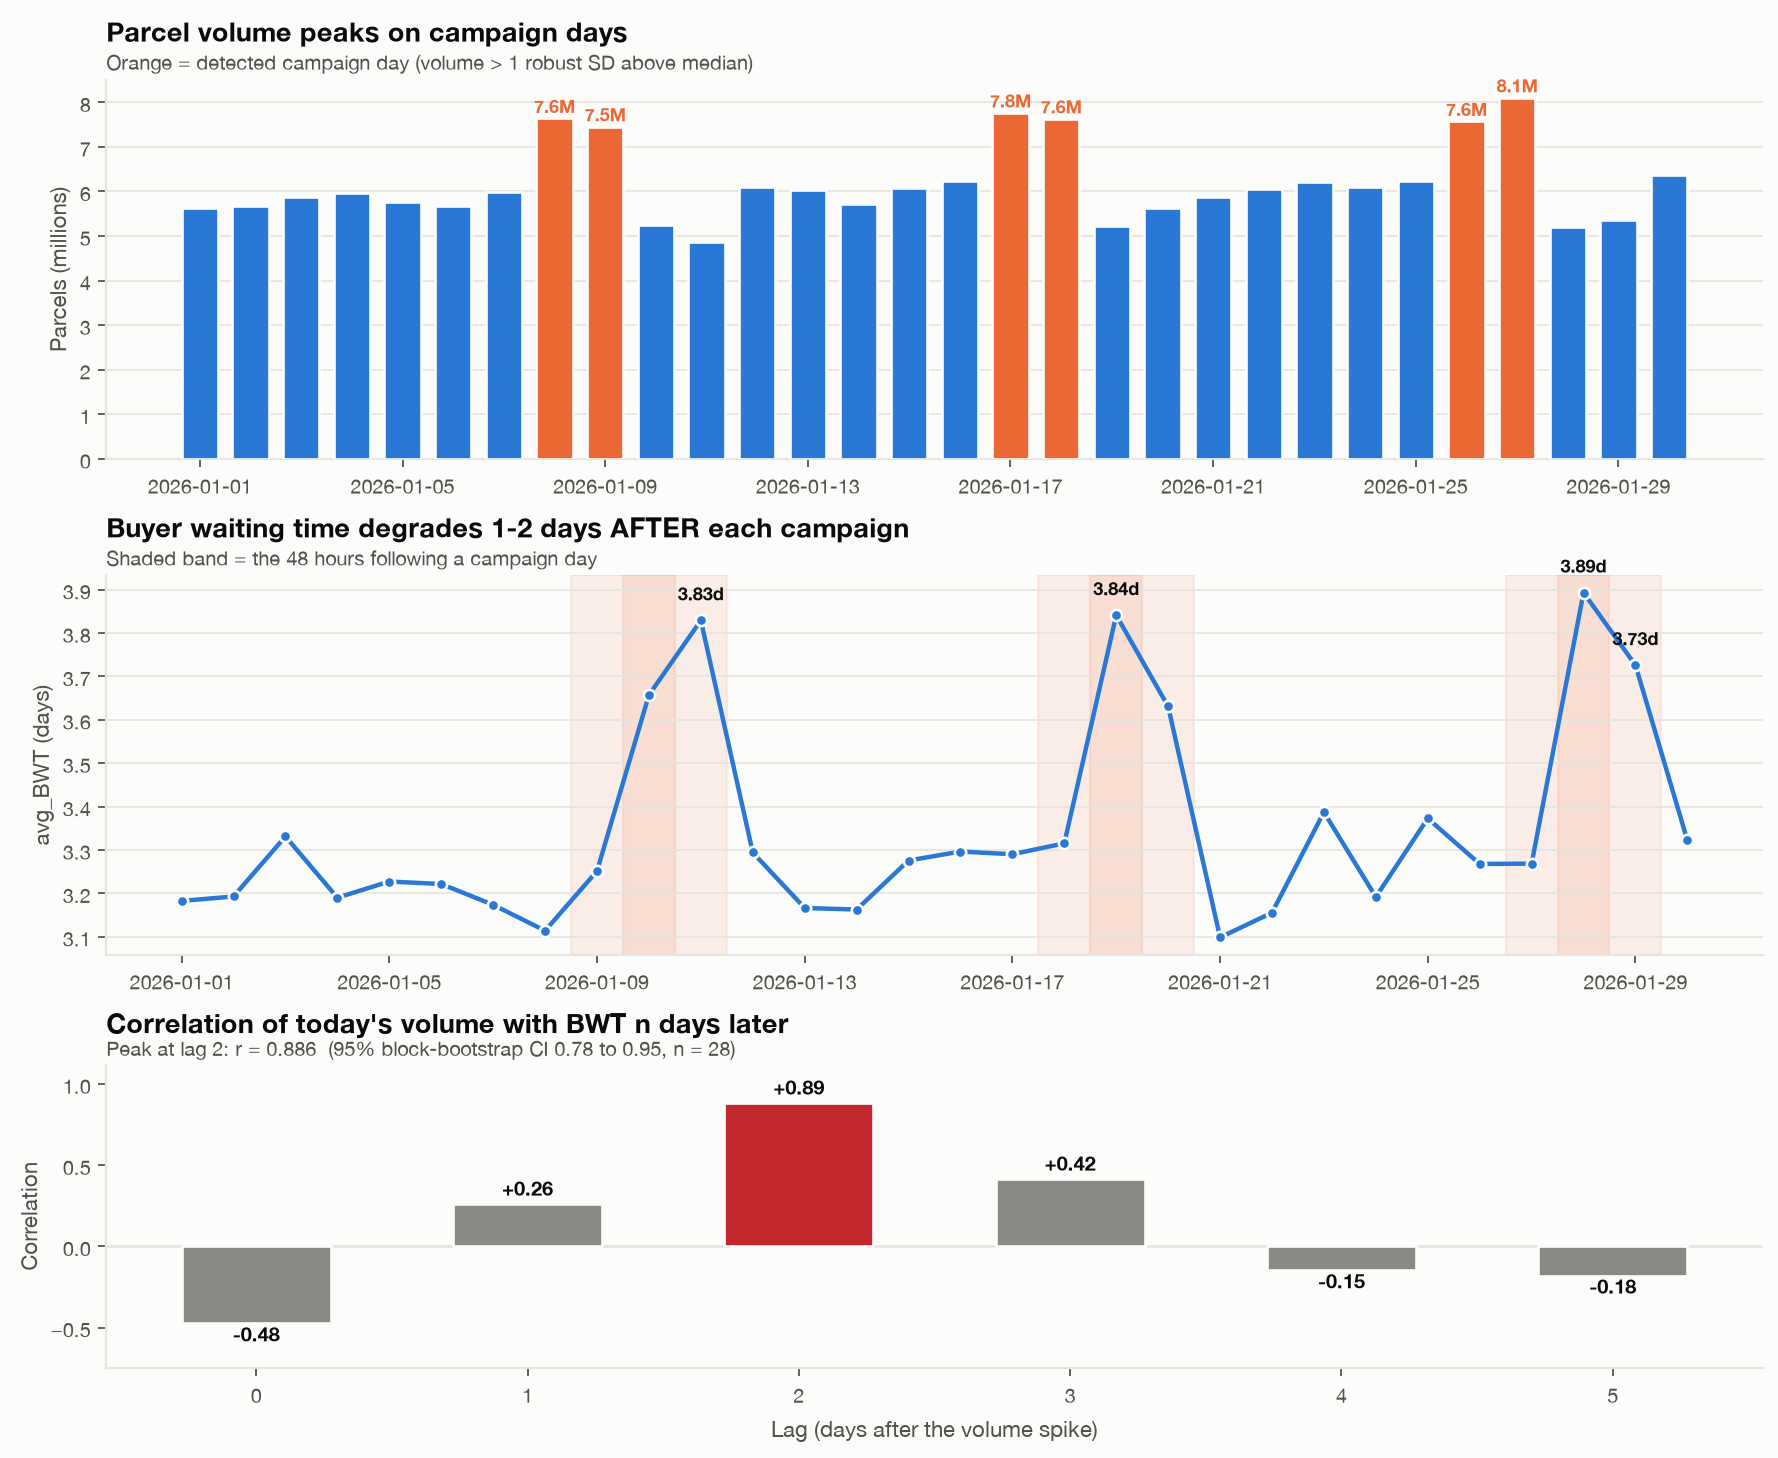 Parcel volume peaks on campaign days
Orange = detected campaign day (volume > 1 robust SD above median)
Parcels (millions)
8
7
6
5
4
3
2
1
0
7.6M
7.5M
7.8M
7.6M
7.6M
8.1M
2026-01-01
2026-01-05
2026-01-09
2026-01-13
2026-01-17
2026-01-21
2026-01-25
2026-01-29
Buyer waiting time degrades 1-2 days AFTER each campaign
Shaded band = the 48 hours following a campaign day
avg_BWT (days)
3.9
3.8
3.7
3.6
3.5
3.4
3.3
3.2
3.1
3.83d
3.84d
3.89d
3.73d
2026-01-01
2026-01-05
2026-01-09
2026-01-13
2026-01-17
2026-01-21
2026-01-25
2026-01-29
Correlation of today's volume with BWT n days later
Peak at lag 2: r = 0.886 (95% block-bootstrap CI 0.78 to 0.95, n = 28)
Correlation
1.0
0.5
0.0
−0.5
-0.48
+0.26
+0.89
+0.42
-0.15
-0.18
0
1
2
3
4
5
Lag (days after the volume spike)